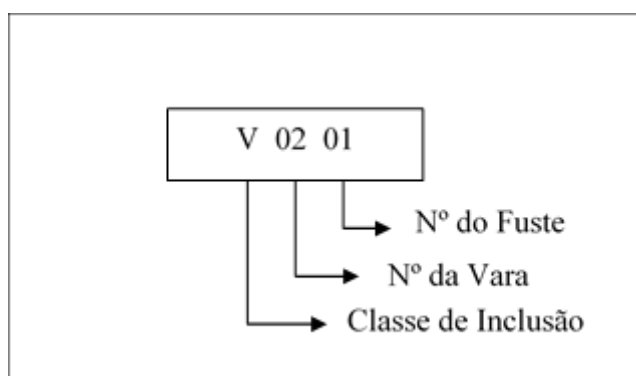 V 02 01
Nº do Fuste
Nº da Vara
Classe de Inclusão